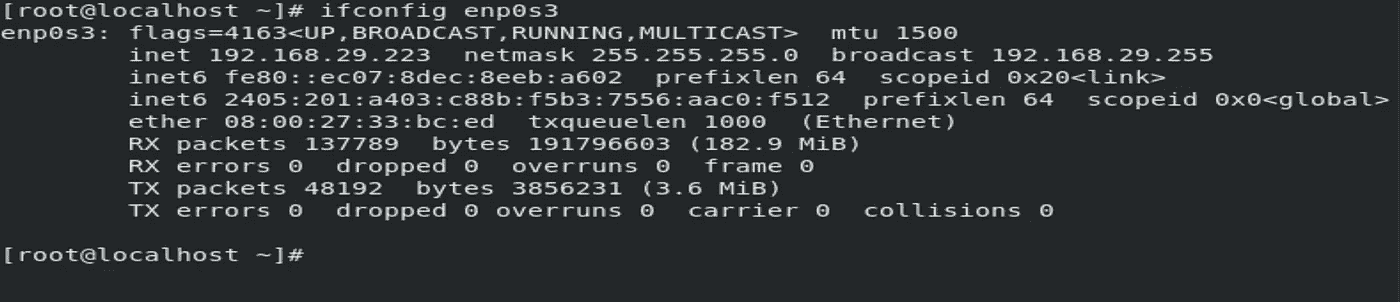 [root@localhost ~]# ifconfig enp0s3
enp0s3: flags=4163<UP,BROADCAST,RUNNING,MULTICAST>  mtu 1500
        inet 192.168.29.223  netmask 255.255.255.0  broadcast 192.168.29.255
        inet6 fe80::ec07:8dec:8eeb:a602  prefixlen 64  scopeid 0x20<link>
        inet6 2405:201:a403:c88b:f5b3:7556:aac0:f512  prefixlen 64  scopeid 0x0<global>
        ether 08:00:27:33:bc:ed  txqueuelen 1000  (Ethernet)
        RX packets 137789  bytes 191796603 (182.9 MiB)
        RX errors 0  dropped 0  overruns 0  frame 0
        TX packets 48192  bytes 3856231 (3.6 MiB)
        TX errors 0  dropped 0 overruns 0  carrier 0  collisions 0
[root@localhost ~]#